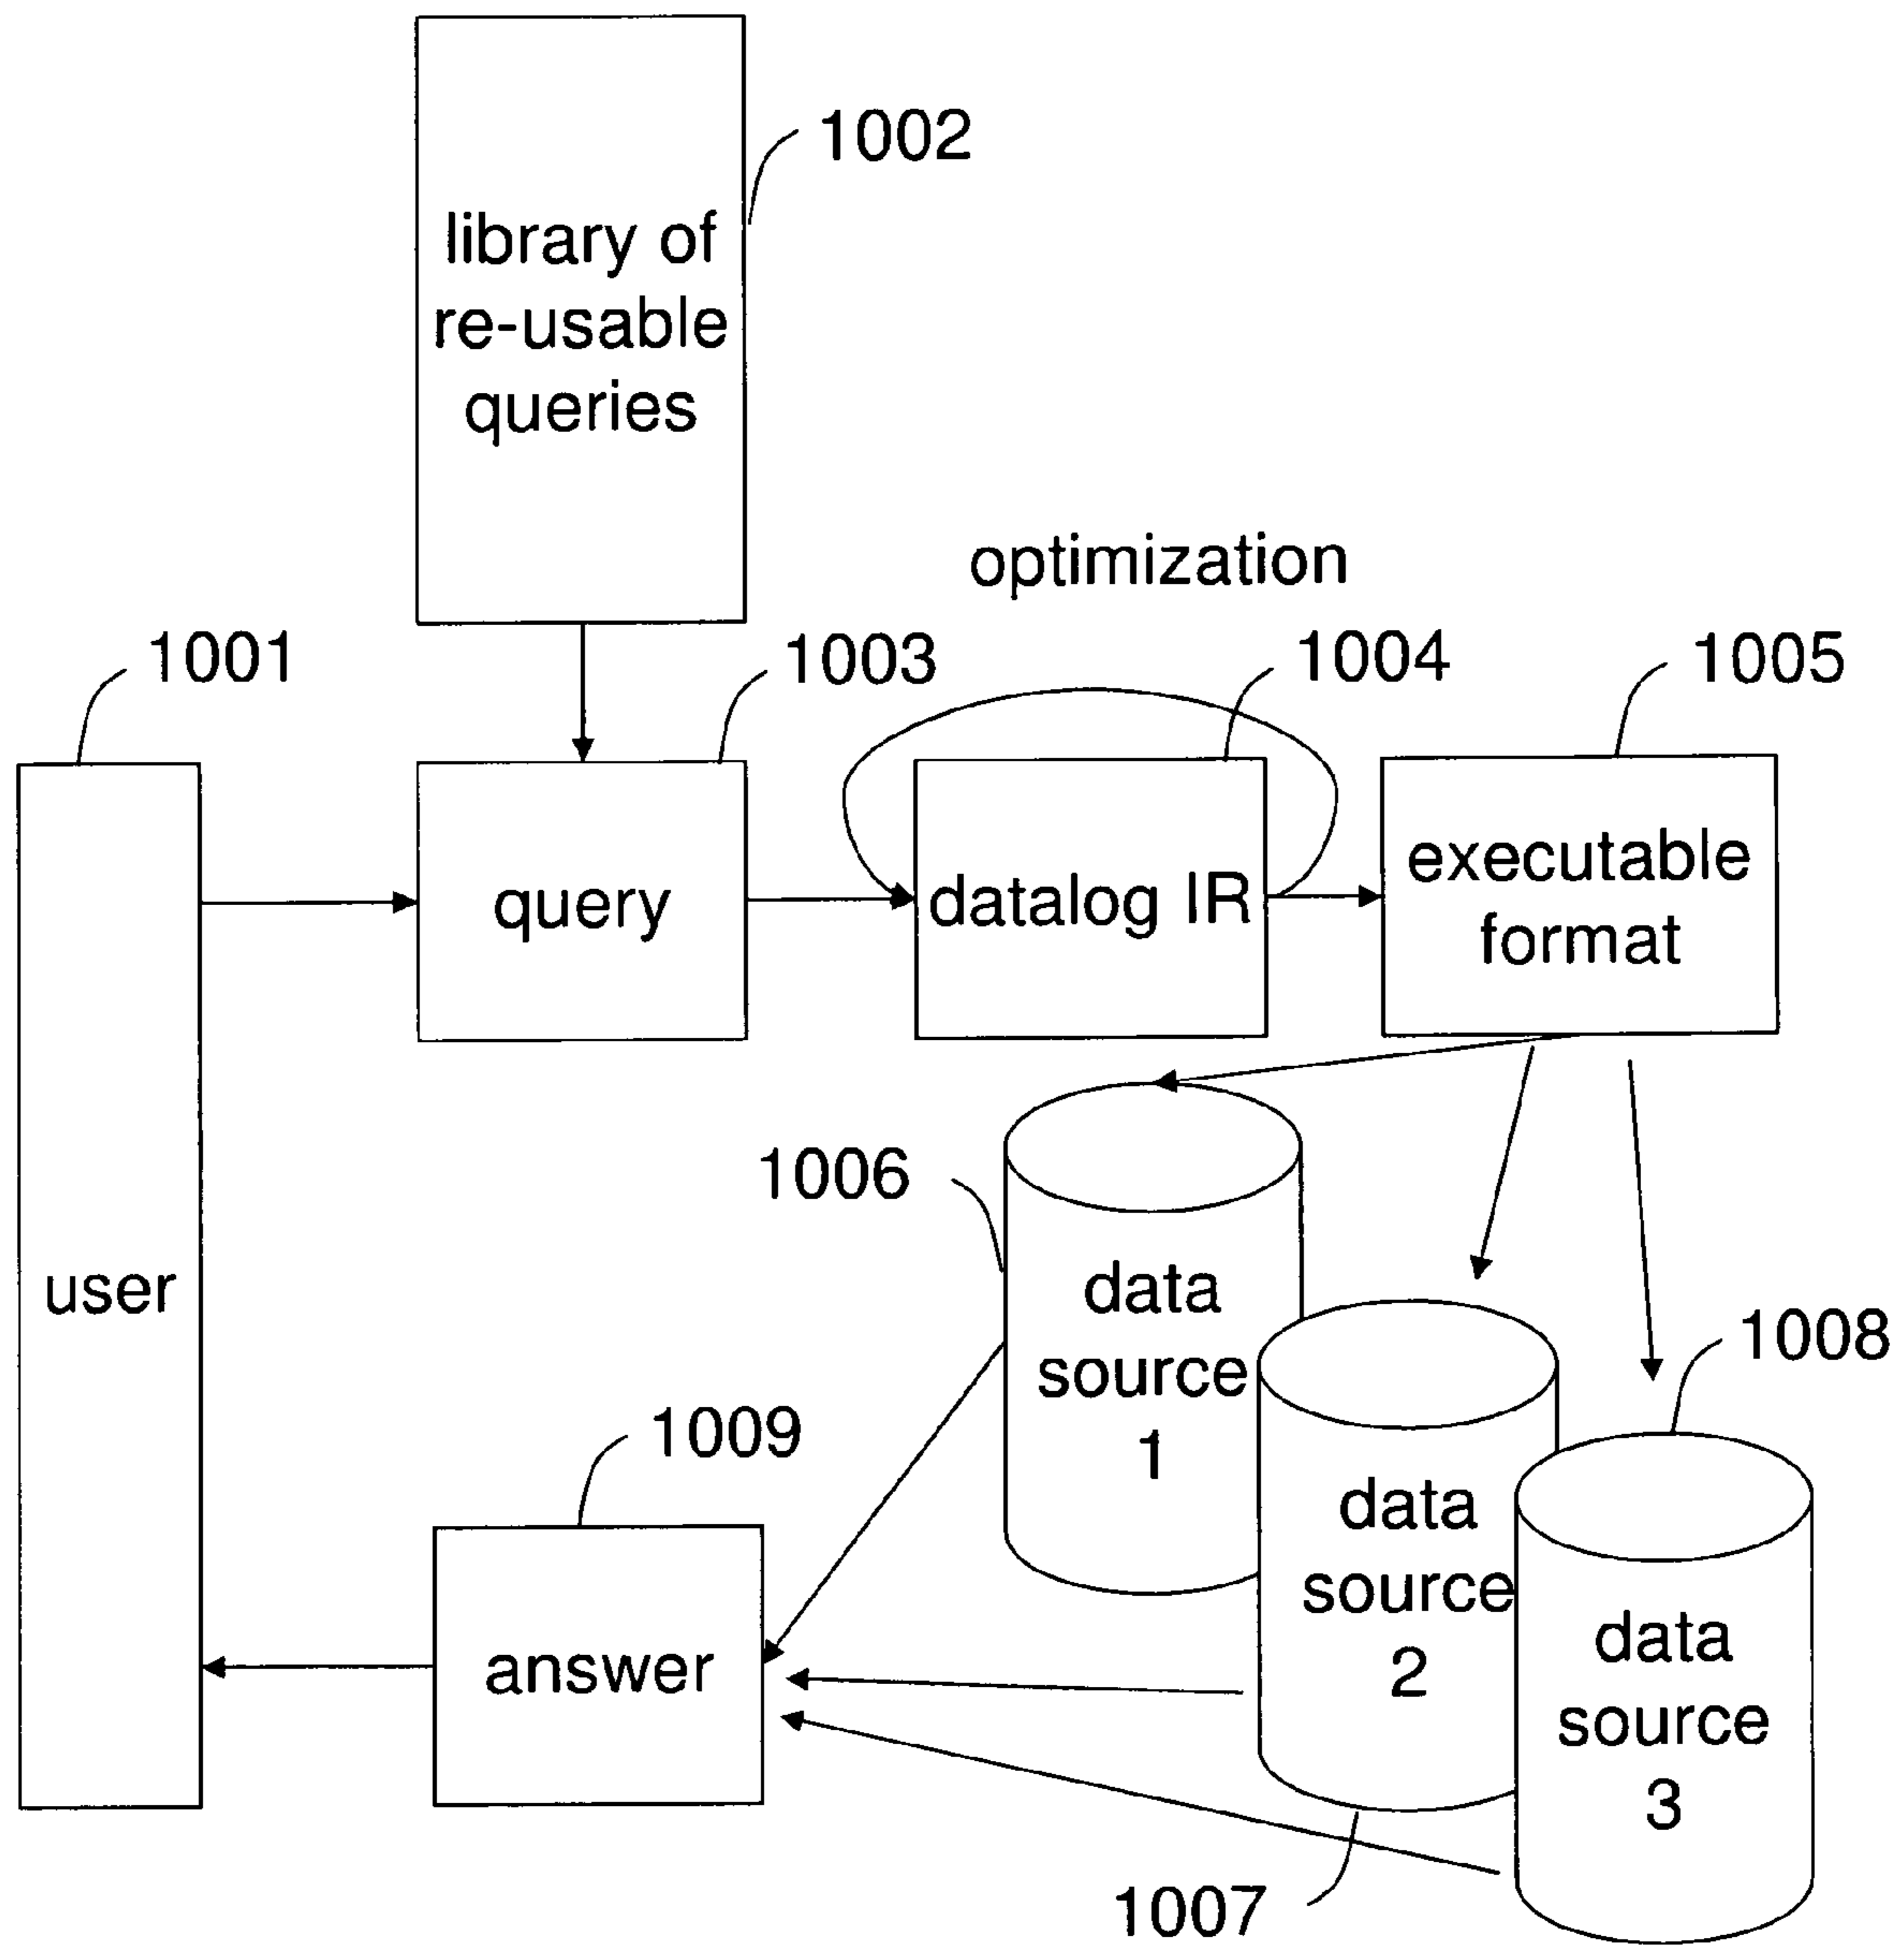 1002
library of
re-usable
queries
optimization
1001
1003
1004
1005
query
datalog IR
executable
format
1006
user
data
source
1
1008
1009
data
source
2
answer
data
source
3
1007